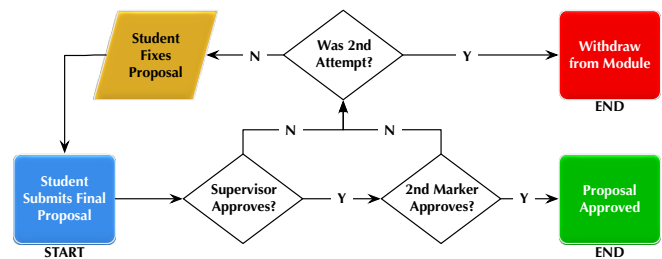 Student
Fixes
Proposal
N
Was 2nd
Attempt?
Y
Withdraw
from Module
END
N
N
Student
Submits Final
Proposal
START
Supervisor
Approves?
Y
2nd Marker
Approves?
Y
Proposal
Approved
END